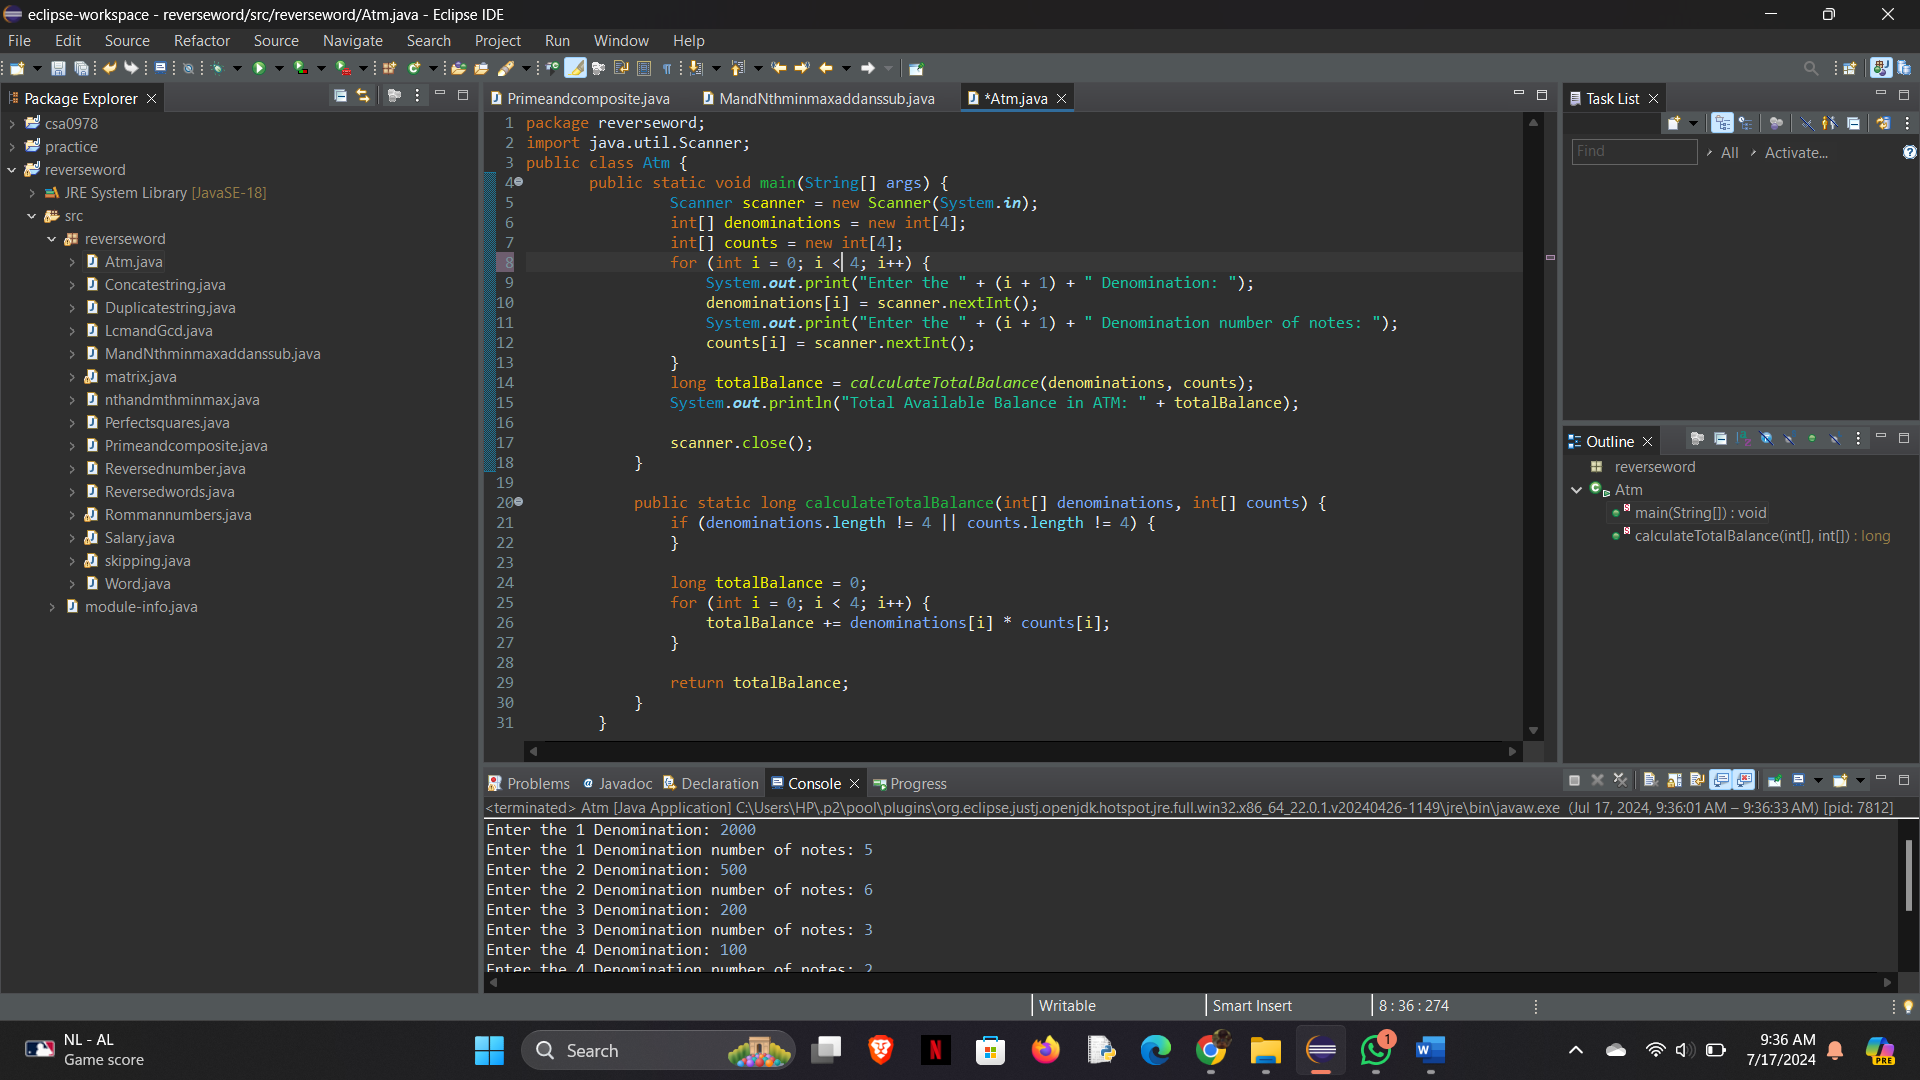 eclipse-workspace - reverseword/src/reverseword/Atm.java - Eclipse IDE
File Edit Source Refactor Source Navigate Search Project Run Window Help
Package Explorer
csa0978
practice
reverseword
JRE System Library [JavaSE-18]
src
reverseword
Atm.java
Concatestring.java
Duplicatestring.java
LcmandGcd.java
MandNthminmaxaddanssub.java
matrix.java
nthandmthminmax.java
Perfectsquares.java
Primeandcomposite.java
Reversednumber.java
Reversedwords.java
Rommannumbers.java
Salary.java
skipping.java
Word.java
module-info.java
Primeandcomposite.java MandNthminmaxaddanssub.java *Atm.java
1 package reverseword;
2 import java.util.Scanner;
3 public class Atm {
4 public static void main(String[] args) {
5 Scanner scanner = new Scanner(System.in);
6 int[] denominations = new int[4];
7 int[] counts = new int[4];
8 for (int i = 0; i < 4; i++) {
9 System.out.print("Enter the " + (i + 1) + " Denomination: ");
10 denominations[i] = scanner.nextInt();
11 System.out.print("Enter the " + (i + 1) + " Denomination number of notes: ");
12 counts[i] = scanner.nextInt();
13 }
14 long totalBalance = calculateTotalBalance(denominations, counts);
15 System.out.println("Total Available Balance in ATM: " + totalBalance);
16
17 scanner.close();
18 }
19
20 public static long calculateTotalBalance(int[] denominations, int[] counts) {
21 if (denominations.length != 4 || counts.length != 4) {
22 }
23
24 long totalBalance = 0;
25 for (int i = 0; i < 4; i++) {
26 totalBalance += denominations[i] * counts[i];
27 }
28
29 return totalBalance;
30 }
31 }
Task List
Find All Activate...
Outline
reverseword
Atm
main(String[]) : void
calculateTotalBalance(int[], int[]) : long
Problems Javadoc Declaration Console Progress
<terminated> Atm [Java Application] C:\Users\HP\.p2\pool\plugins\org.eclipse.justj.openjdk.hotspot.jre.full.win32.x86_64_22.0.1.v20240426-1149\jre\bin\javaw.exe (Jul 17, 2024, 9:36:01 AM – 9:36:33 AM) [pid: 7812]
Enter the 1 Denomination: 2000
Enter the 1 Denomination number of notes: 5
Enter the 2 Denomination: 500
Enter the 2 Denomination number of notes: 6
Enter the 3 Denomination: 200
Enter the 3 Denomination number of notes: 3
Enter the 4 Denomination: 100
Enter the 4 Denomination number of notes: 2
Writable Smart Insert 8 : 36 : 274
NL - AL
Game score
Search
1
9:36 AM
7/17/2024
PRE